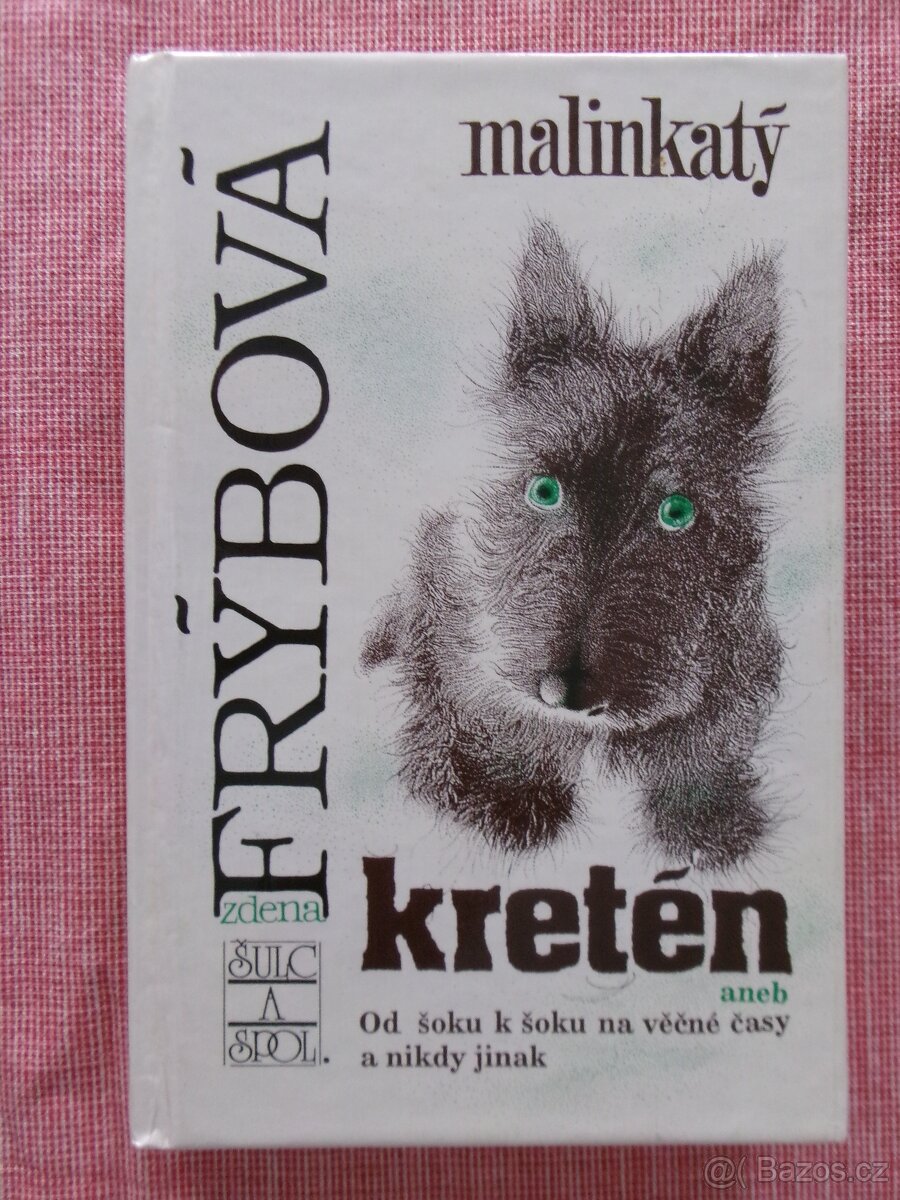 malinkatý
zdena
FRÝBOVÁ
kretén
aneb
Od šoku k šoku na věčné časy
a nikdy jinak
ŠULC
A
SPOL.
@( Bazos.cz